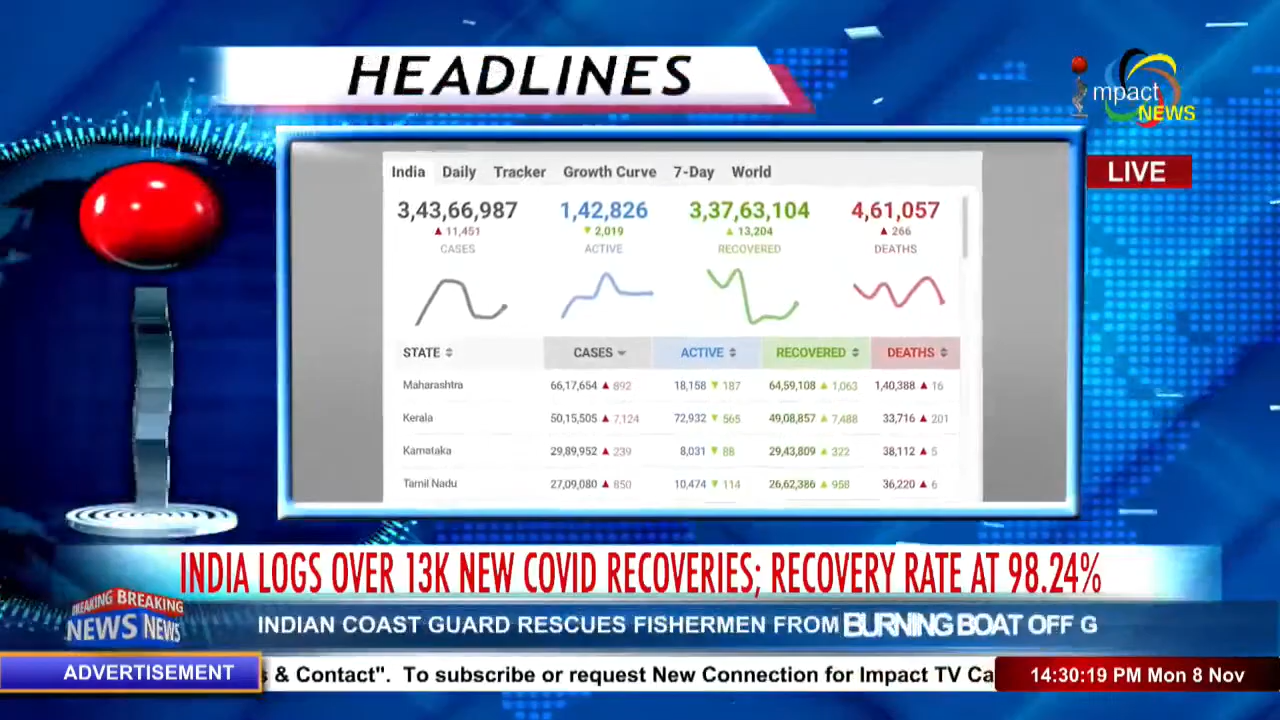 HEADLINES
mpact
NEWS
LIVE
India Daily Tracker Growth Curve 7-Day World
3,43,66,987 1,42,826 3,37,63,104 4,61,057
▲ 11,451 ▼ 2,019 ▲ 13,204 ▲ 266
CASES ACTIVE RECOVERED DEATHS
STATE CASES ACTIVE RECOVERED DEATHS
Maharashtra 66,17,654 ▲ 892 18,158 ▼ 187 64,59,108 ▲ 1,063 1,40,388 ▲ 16
Kerala 50,15,505 ▲ 7,124 72,932 ▼ 565 49,08,857 ▲ 7,488 33,716 ▲ 201
Karnataka 29,89,952 ▲ 239 8,031 ▼ 88 29,43,809 ▲ 322 38,112 ▲ 5
Tamil Nadu 27,09,080 ▲ 850 10,474 ▼ 114 26,62,386 ▲ 958 36,220 ▲ 6
INDIA LOGS OVER 13K NEW COVID RECOVERIES; RECOVERY RATE AT 98.24%
BREAKING BREAKING
NEWS NEWS
INDIAN COAST GUARD RESCUES FISHERMEN FROM BURNING BOAT OFF G
ADVERTISEMENT
s & Contact". To subscribe or request New Connection for Impact TV Ca
14:30:19 PM Mon 8 Nov